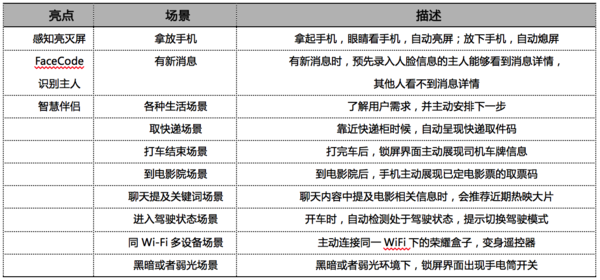 亮点 场景 描述
感知亮灭屏 拿放手机 拿起手机，眼睛看手机，自动亮屏；放下手机，自动熄屏
FaceCode 有新消息 有新消息时，预先录入人脸信息的主人能够看到消息详情，
识别主人 其他人看不到消息详情
智慧伴侣 各种生活场景 了解用户需求，并主动安排下一步
取快递场景 靠近快递柜时候，自动呈现快递取件码
打车结束场景 打完车后，锁屏界面主动展现司机车牌信息
到电影院场景 到电影院后，手机主动展现已定电影票的取票码
聊天提及关键词场景 聊天内容中提及电影相关信息时，会推荐近期热映大片
进入驾驶状态场景 开车时，自动检测处于驾驶状态，提示切换驾驶模式
同 Wi-Fi 多设备场景 主动连接同一 WiFi 下的荣耀盒子，变身遥控器
黑暗或者弱光场景 黑暗或者弱光环境下，锁屏界面出现手电筒开关